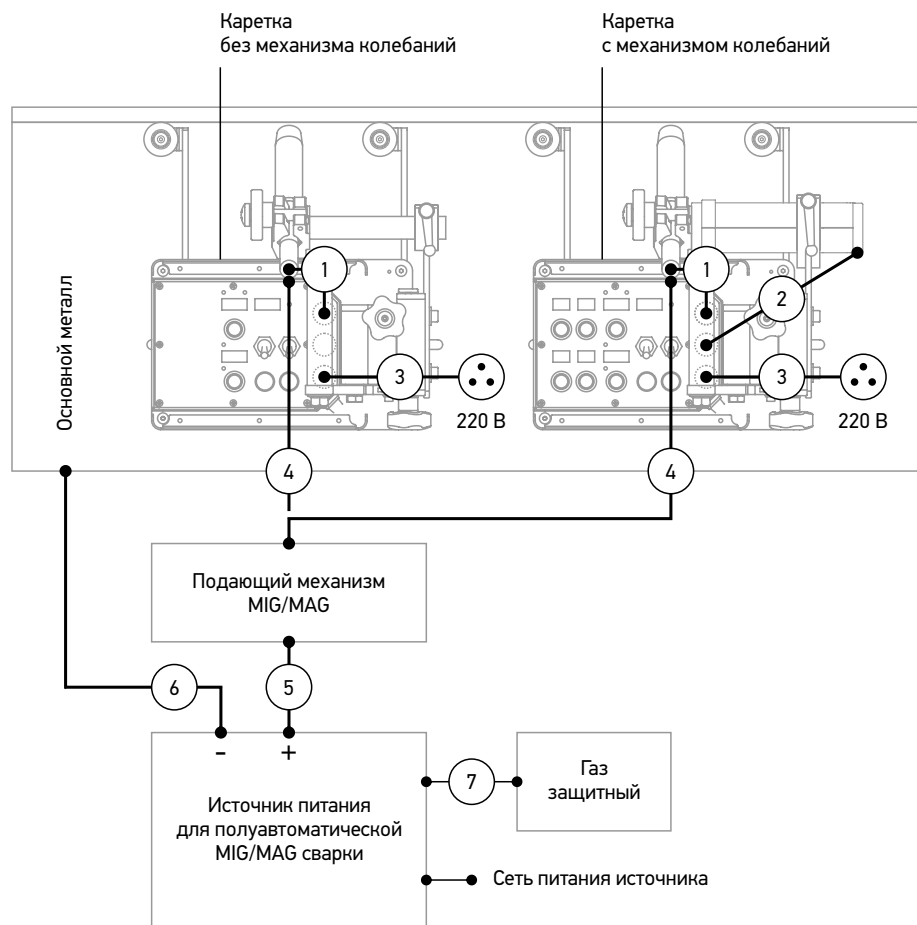 Каретка
без механизма колебаний
Каретка
с механизмом колебаний
Основной металл
1
1
2
3
220 В
3
220 В
4
4
Подающий механизм
MIG/MAG
6
5
- +
Источник питания
для полуавтоматической
MIG/MAG сварки
7
Газ
защитный
Сеть питания источника